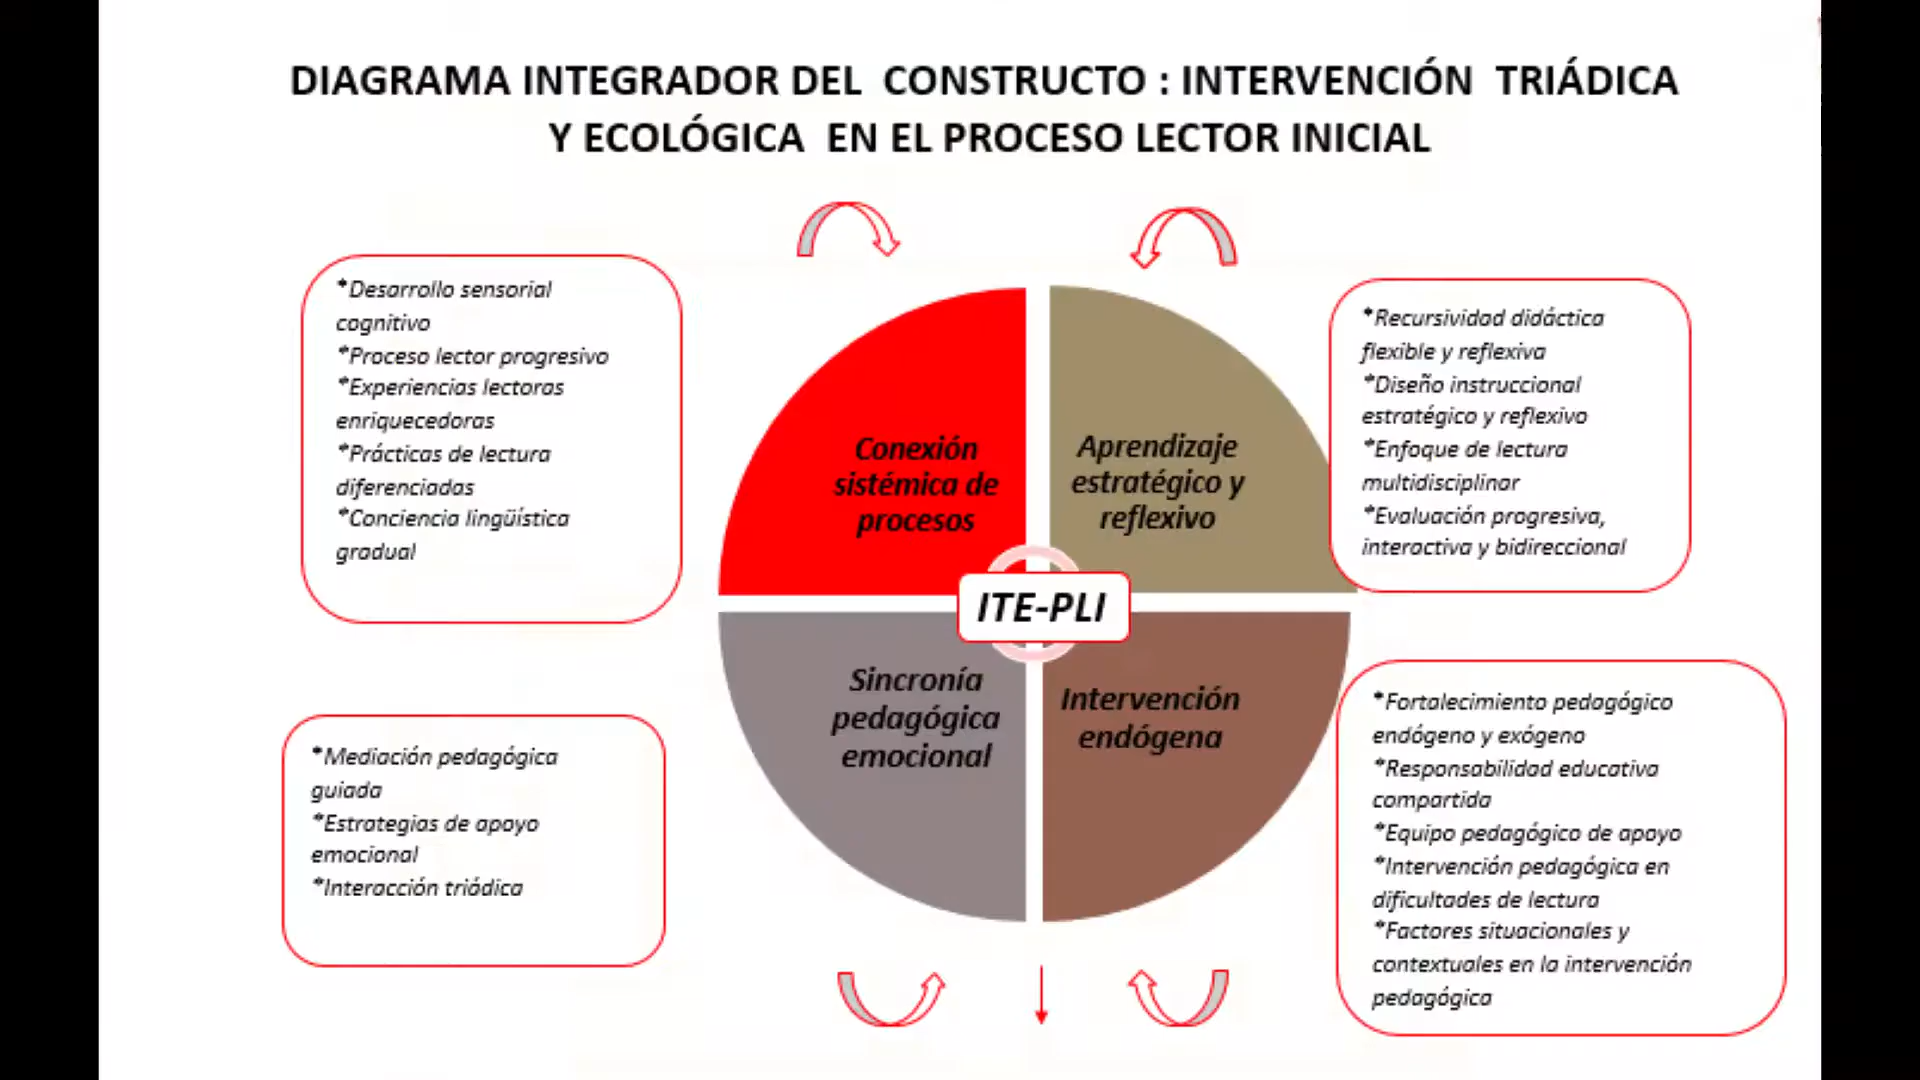 DIAGRAMA INTEGRADOR DEL CONSTRUCTO : INTERVENCIÓN TRIÁDICA
Y ECOLÓGICA EN EL PROCESO LECTOR INICIAL
*Desarrollo sensorial
cognitivo
*Proceso lector progresivo
*Experiencias lectoras
enriquecedoras
*Prácticas de lectura
diferenciadas
*Conciencia lingüística
gradual
Conexión
sistémica de
procesos
Aprendizaje
estratégico y
reflexivo
*Recursividad didáctica
flexible y reflexiva
*Diseño instruccional
estratégico y reflexivo
*Enfoque de lectura
multidisciplinar
*Evaluación progresiva,
interactiva y bidireccional
ITE-PLI
*Mediación pedagógica
guiada
*Estrategias de apoyo
emocional
*Interacción triádica
Sincronía
pedagógica
emocional
Intervención
endógena
*Fortalecimiento pedagógico
endógeno y exógeno
*Responsabilidad educativa
compartida
*Equipo pedagógico de apoyo
*Intervención pedagógica en
dificultades de lectura
*Factores situacionales y
contextuales en la intervención
pedagógica